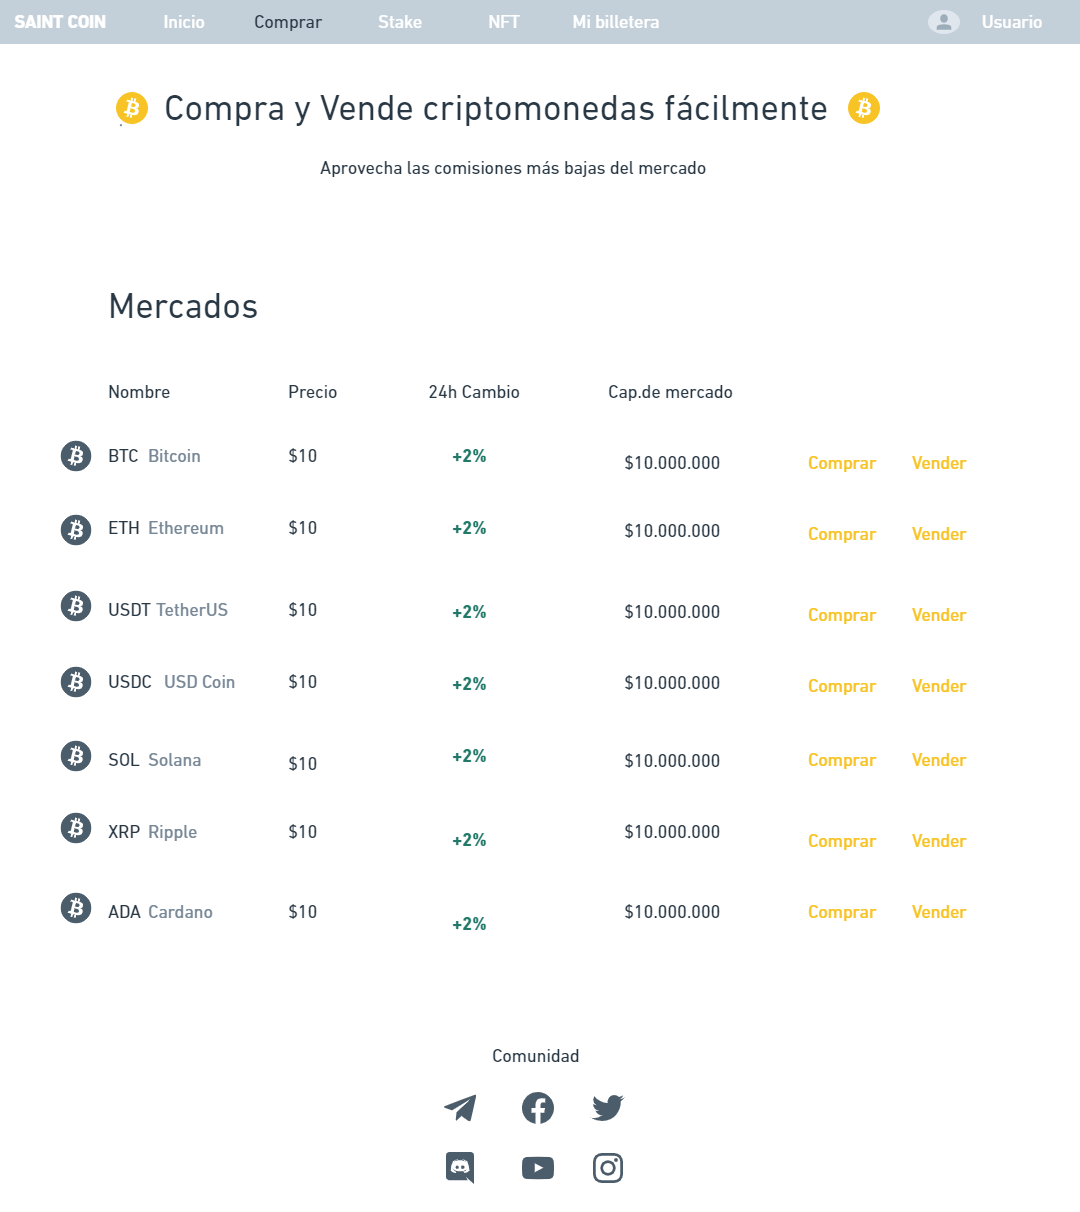 SAINT COIN Inicio Comprar Stake NFT Mi billetera Usuario
Compra y Vende criptomonedas fácilmente
Aprovecha las comisiones más bajas del mercado
Mercados
Nombre Precio 24h Cambio Cap.de mercado
BTC Bitcoin $10 +2% $10.000.000 Comprar Vender
ETH Ethereum $10 +2% $10.000.000 Comprar Vender
USDT TetherUS $10 +2% $10.000.000 Comprar Vender
USDC USD Coin $10 +2% $10.000.000 Comprar Vender
SOL Solana $10 +2% $10.000.000 Comprar Vender
XRP Ripple $10 +2% $10.000.000 Comprar Vender
ADA Cardano $10 +2% $10.000.000 Comprar Vender
Comunidad